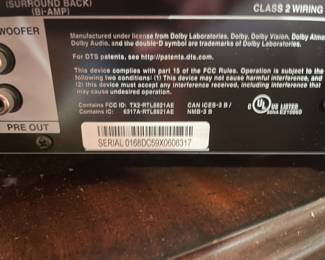 (SURROUND BACK)
(BI-AMP)
CLASS 2 WIRING
WOOFER
Manufactured under license from Dolby Laboratories. Dolby, Dolby Vision, Dolby Atmos
Dolby Audio, and the double-D symbol are trademarks of Dolby Laboratories.
For DTS patents, see http://patents.dts.com.
This device complies with part 15 of the FCC Rules. Operation is subject to the
following two conditions: (1) This device may not cause harmful interference, and
(2) this device must accept any interference received, including interference that
may cause undesired operation.
Contains FCC ID: TX2-RTL8821AE
CAN ICES-3 B /
Contains IC: 6317A-RTL8821AE
NMB-3 B
UL US LISTED
PRE OUT
SERIAL 0168DC59X0606317